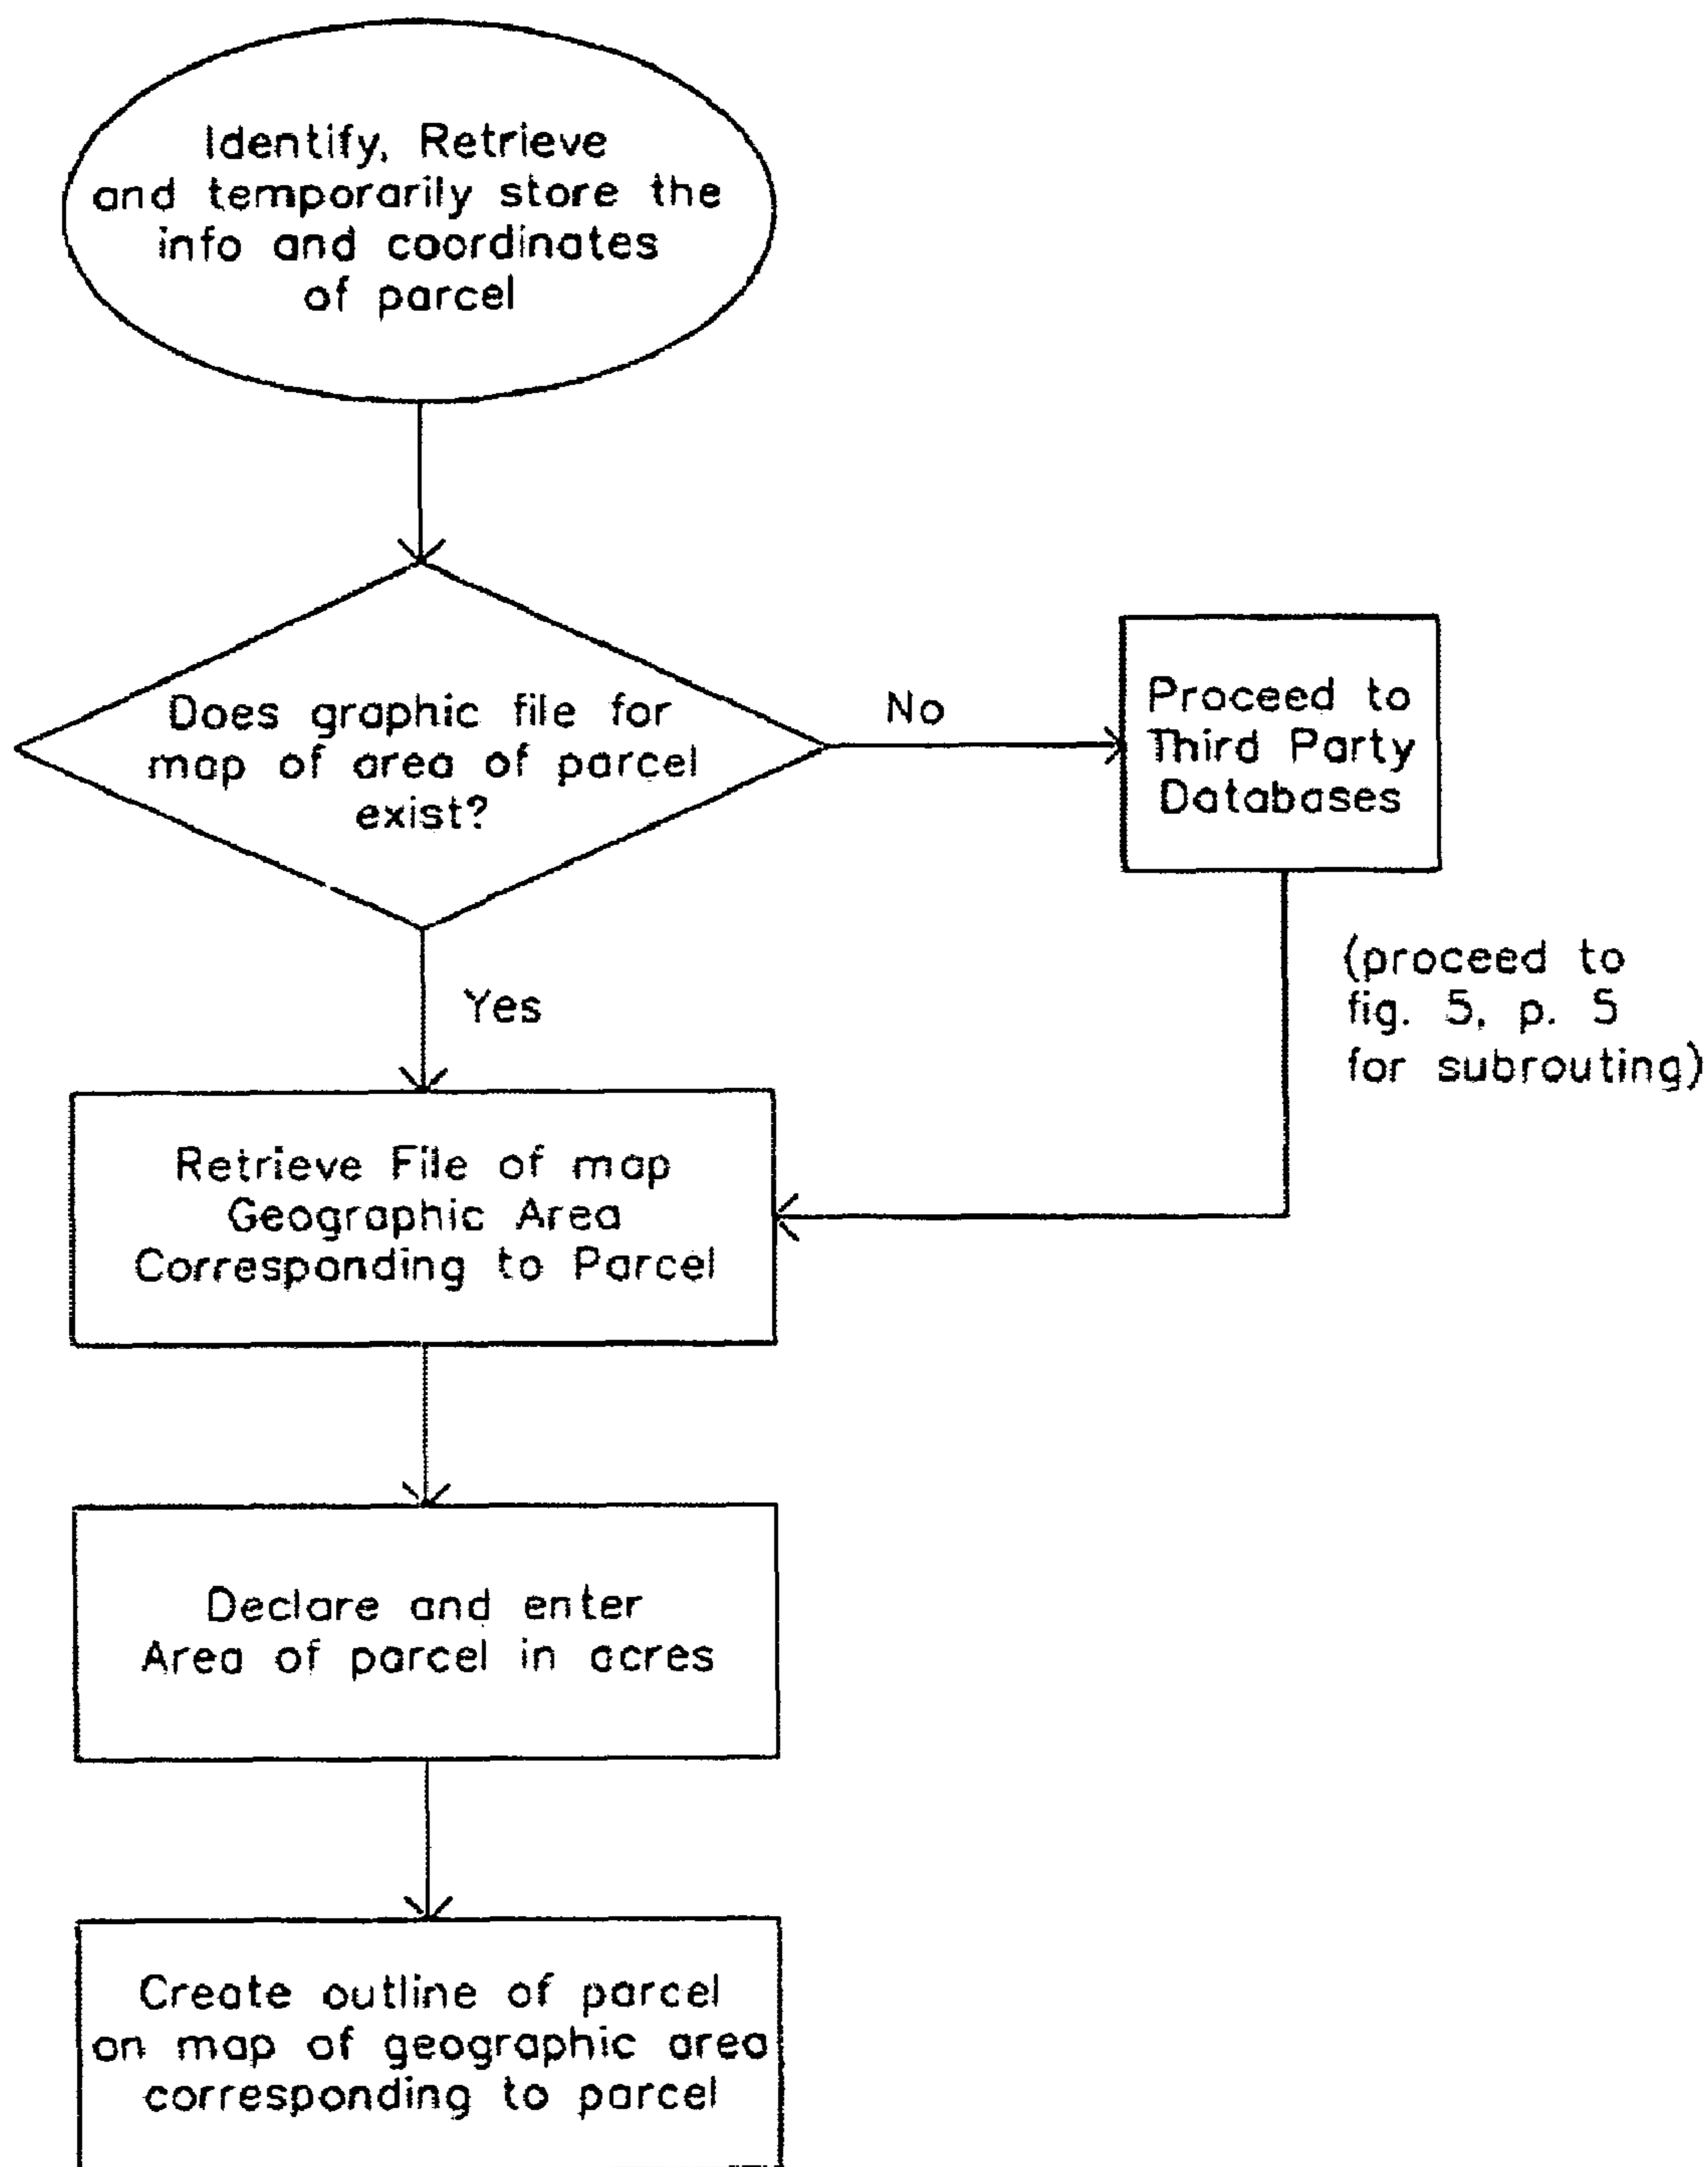 Identify, Retrieve
and temporarily store the
info and coordinates
of parcel
Does graphic file for
map of area of parcel
exist?
No
Proceed to
Third Party
Databases
(proceed to
fig. 5, p. 5
for subrouting)
Yes
Retrieve File of map
Geographic Area
Corresponding to Parcel
Declare and enter
Area of parcel in acres
Create outline of parcel
on map of geographic area
corresponding to parcel